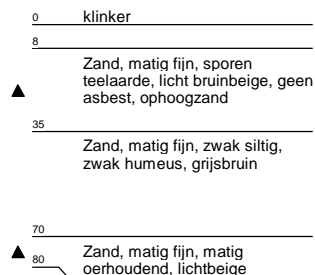 0 klinker
8
Zand, matig fijn, sporen
teelaarde, licht bruinbeige, geen
asbest, ophoogzand
35
Zand, matig fijn, zwak siltig,
zwak humeus, grijsbruin
70
Zand, matig fijn, matig
80
oerhoudend, lichtbeige